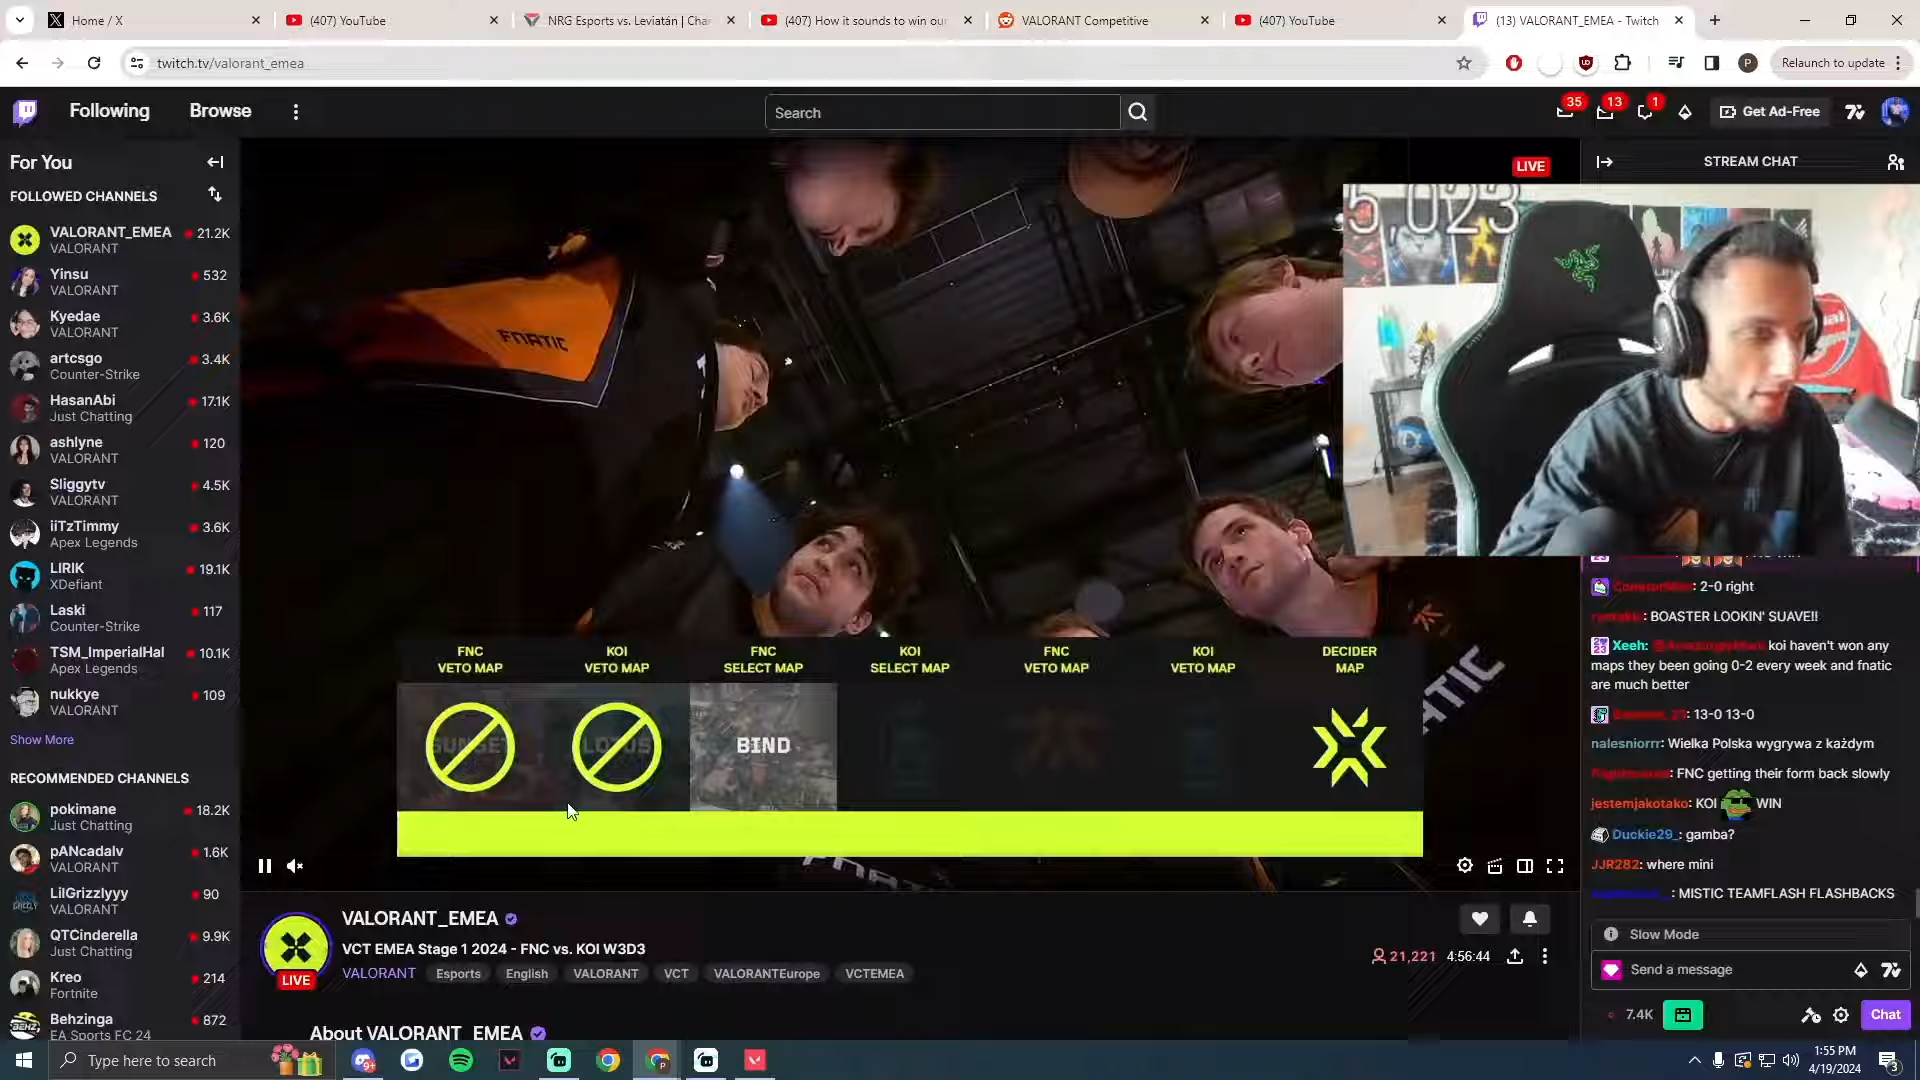 Home / X
(407) YouTube
NRG Esports vs. Leviatán | Cha
(407) How it sounds to win our
VALORANT Competitive
(407) YouTube
(13) VALORANT_EMEA - Twitch
twitch.tv/valorant_emea
P
Relaunch to update
Following
Browse
Search
35
13
1
Get Ad-Free
For You
FOLLOWED CHANNELS
VALORANT_EMEA 21.2K
VALORANT
Yinsu 532
VALORANT
Kyedae 3.6K
VALORANT
artcsgo 3.4K
Counter-Strike
HasanAbi 17.1K
Just Chatting
ashlyne 120
VALORANT
Sliggytv 4.5K
VALORANT
iiTzTimmy 3.6K
Apex Legends
LIRIK 19.1K
XDefiant
Laski 117
Counter-Strike
TSM_ImperialHal 10.1K
Apex Legends
nukkye 109
VALORANT
Show More
RECOMMENDED CHANNELS
pokimane 18.2K
Just Chatting
pANcadalv 1.6K
VALORANT
LilGrizzlyyy 90
VALORANT
QTCinderella 9.9K
Just Chatting
Kreo 214
Fortnite
Behzinga 872
EA Sports FC 24
LIVE
FNATIC
FNC
VETO MAP
KOI
VETO MAP
FNC
SELECT MAP
KOI
SELECT MAP
FNC
VETO MAP
KOI
VETO MAP
DECIDER
MAP
SUNSET
LOTUS
BIND
VALORANT_EMEA
LIVE
VCT EMEA Stage 1 2024 - FNC vs. KOI W3D3
VALORANT
Esports
English
VALORANT
VCT
VALORANTEurope
VCTEMEA
21,221
4:56:44
About VALORANT_EMEA
STREAM CHAT
5,023
: 2-0 right
: BOASTER LOOKIN' SUAVE!!
Xeeh: koi haven't won any
maps they been going 0-2 every week and fnatic
are much better
: 13-0 13-0
nalesniorrr: Wielka Polska wygrywa z każdym
: FNC getting their form back slowly
jestemjakotako: KOI WIN
Duckie29_: gamba?
JJR282: where mini
: MISTIC TEAMFLASH FLASHBACKS
Slow Mode
Send a message
7.4K
Chat
Type here to search
9+
1:55 PM
4/19/2024
3